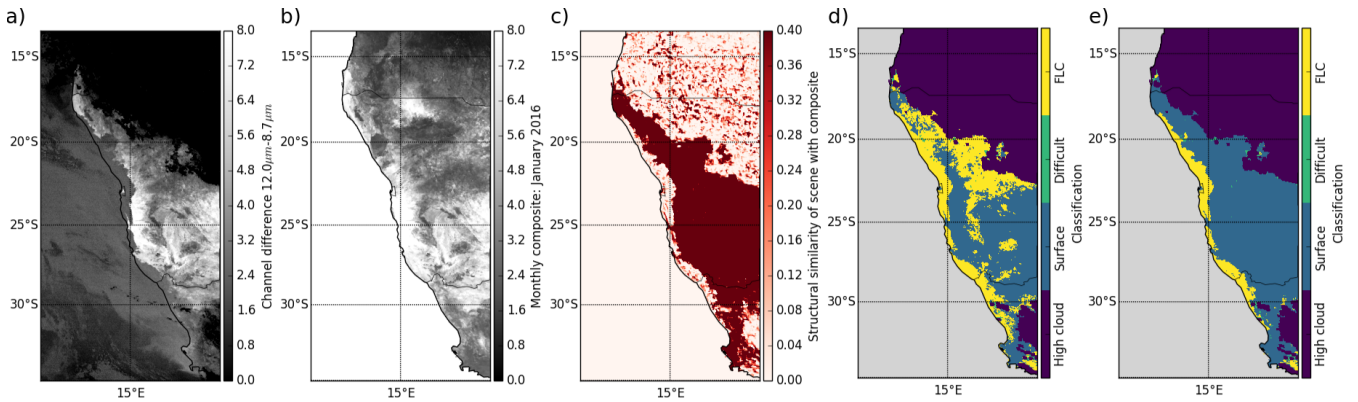 a)
15°S
20°S
25°S
30°S
15°E
8.0
7.2
6.4
5.6
4.8
4.0
3.2
2.4
1.6
0.8
0.0
Channel difference 12.0μm-8.7μm
b)
15°S
20°S
25°S
30°S
15°E
8.0
7.2
6.4
5.6
4.8
4.0
3.2
2.4
1.6
0.8
0.0
Monthly composite: January 2016
c)
15°S
20°S
25°S
30°S
15°E
0.40
0.36
0.32
0.28
0.24
0.20
0.16
0.12
0.08
0.04
0.00
Structural similarity of scene with composite
d)
15°S
20°S
25°S
30°S
15°E
FLC
Difficult
Surface
High cloud
Classification
e)
15°S
20°S
25°S
30°S
15°E
FLC
Difficult
Surface
High cloud
Classification